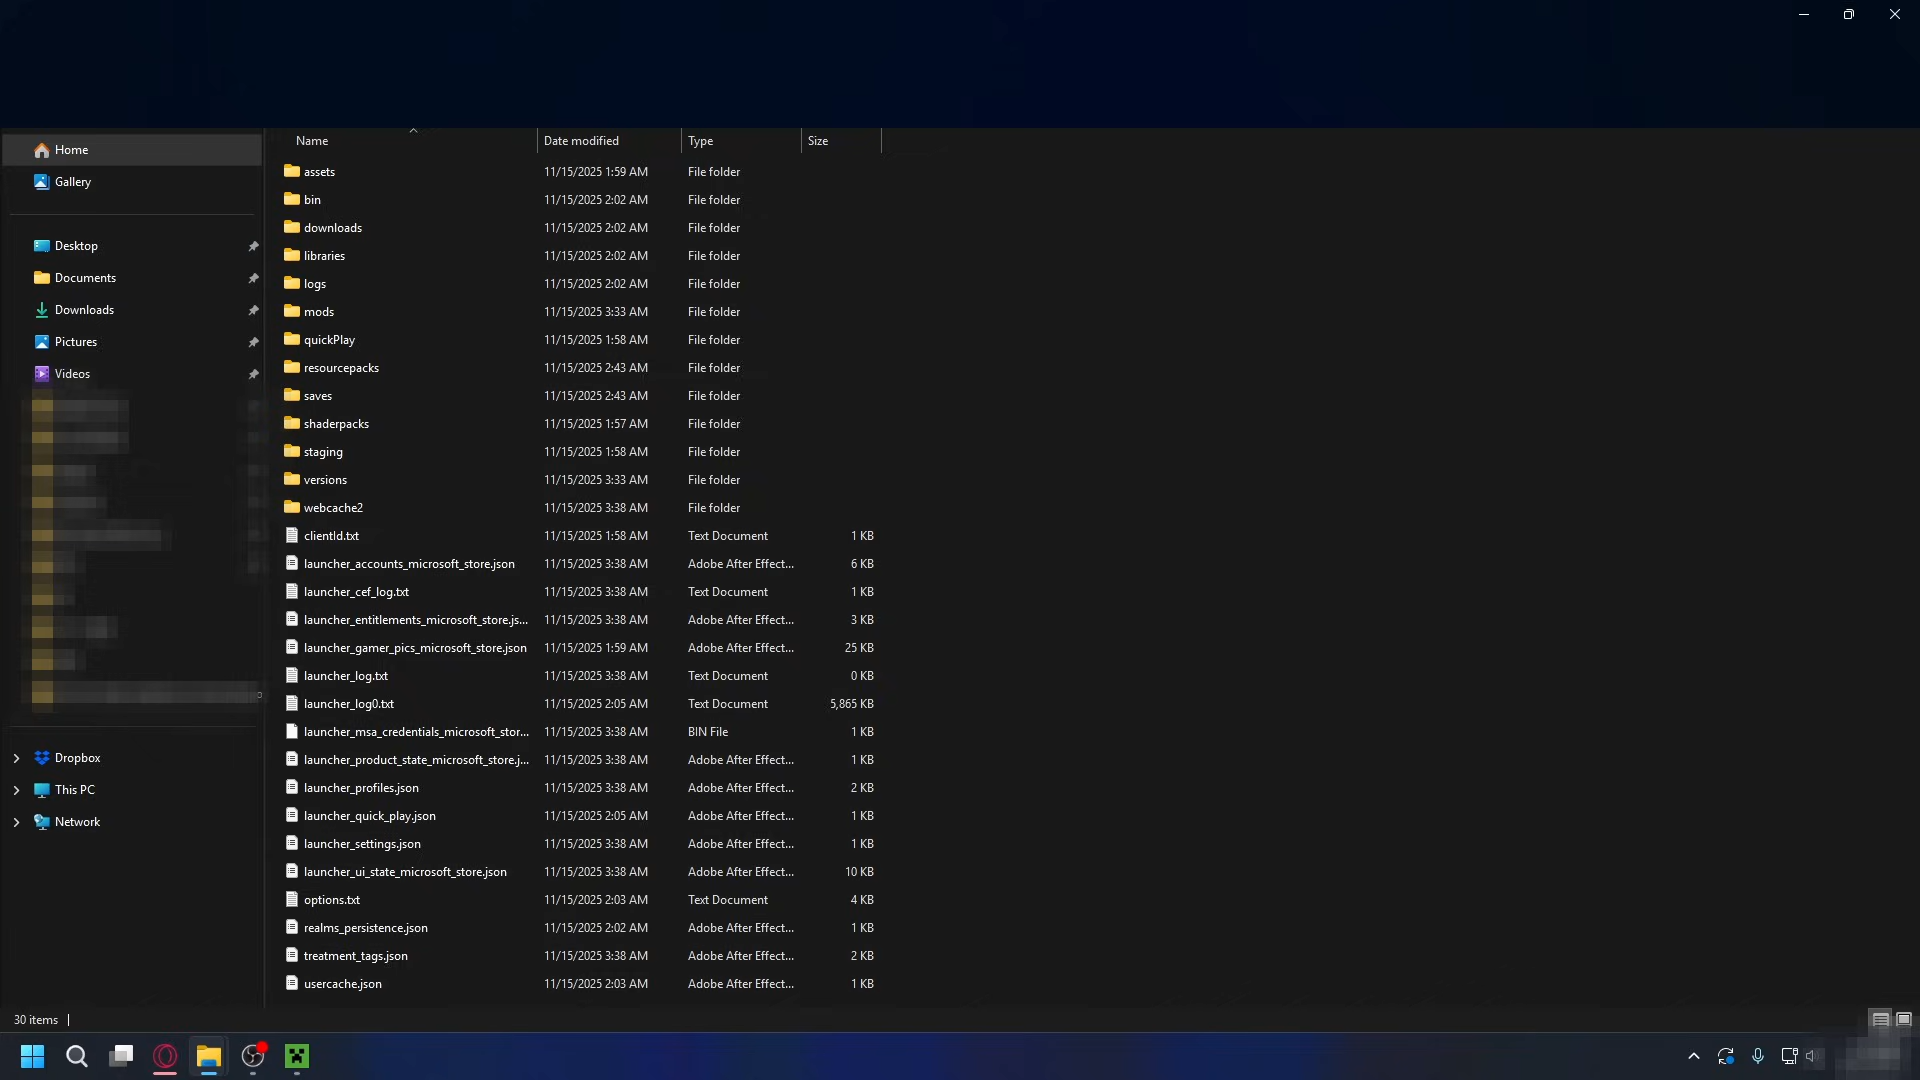 Name Date modified Type Size
Home
Gallery
Desktop
Documents
Downloads
Pictures
Videos
Dropbox
This PC
Network
assets 11/15/2025 1:59 AM File folder
bin 11/15/2025 2:02 AM File folder
downloads 11/15/2025 2:02 AM File folder
libraries 11/15/2025 2:02 AM File folder
logs 11/15/2025 2:02 AM File folder
mods 11/15/2025 3:33 AM File folder
quickPlay 11/15/2025 1:58 AM File folder
resourcepacks 11/15/2025 2:43 AM File folder
saves 11/15/2025 2:43 AM File folder
shaderpacks 11/15/2025 1:57 AM File folder
staging 11/15/2025 1:58 AM File folder
versions 11/15/2025 3:33 AM File folder
webcache2 11/15/2025 3:38 AM File folder
clientId.txt 11/15/2025 1:58 AM Text Document 1 KB
launcher_accounts_microsoft_store.json 11/15/2025 3:38 AM Adobe After Effect... 6 KB
launcher_cef_log.txt 11/15/2025 3:38 AM Text Document 1 KB
launcher_entitlements_microsoft_store.js... 11/15/2025 3:38 AM Adobe After Effect... 3 KB
launcher_gamer_pics_microsoft_store.json 11/15/2025 1:59 AM Adobe After Effect... 25 KB
launcher_log.txt 11/15/2025 3:38 AM Text Document 0 KB
launcher_log0.txt 11/15/2025 2:05 AM Text Document 5,865 KB
launcher_msa_credentials_microsoft_stor... 11/15/2025 3:38 AM BIN File 1 KB
launcher_product_state_microsoft_store.j... 11/15/2025 3:38 AM Adobe After Effect... 1 KB
launcher_profiles.json 11/15/2025 3:38 AM Adobe After Effect... 2 KB
launcher_quick_play.json 11/15/2025 2:05 AM Adobe After Effect... 1 KB
launcher_settings.json 11/15/2025 3:38 AM Adobe After Effect... 1 KB
launcher_ui_state_microsoft_store.json 11/15/2025 3:38 AM Adobe After Effect... 10 KB
options.txt 11/15/2025 2:03 AM Text Document 4 KB
realms_persistence.json 11/15/2025 2:02 AM Adobe After Effect... 1 KB
treatment_tags.json 11/15/2025 3:38 AM Adobe After Effect... 2 KB
usercache.json 11/15/2025 2:03 AM Adobe After Effect... 1 KB
30 items